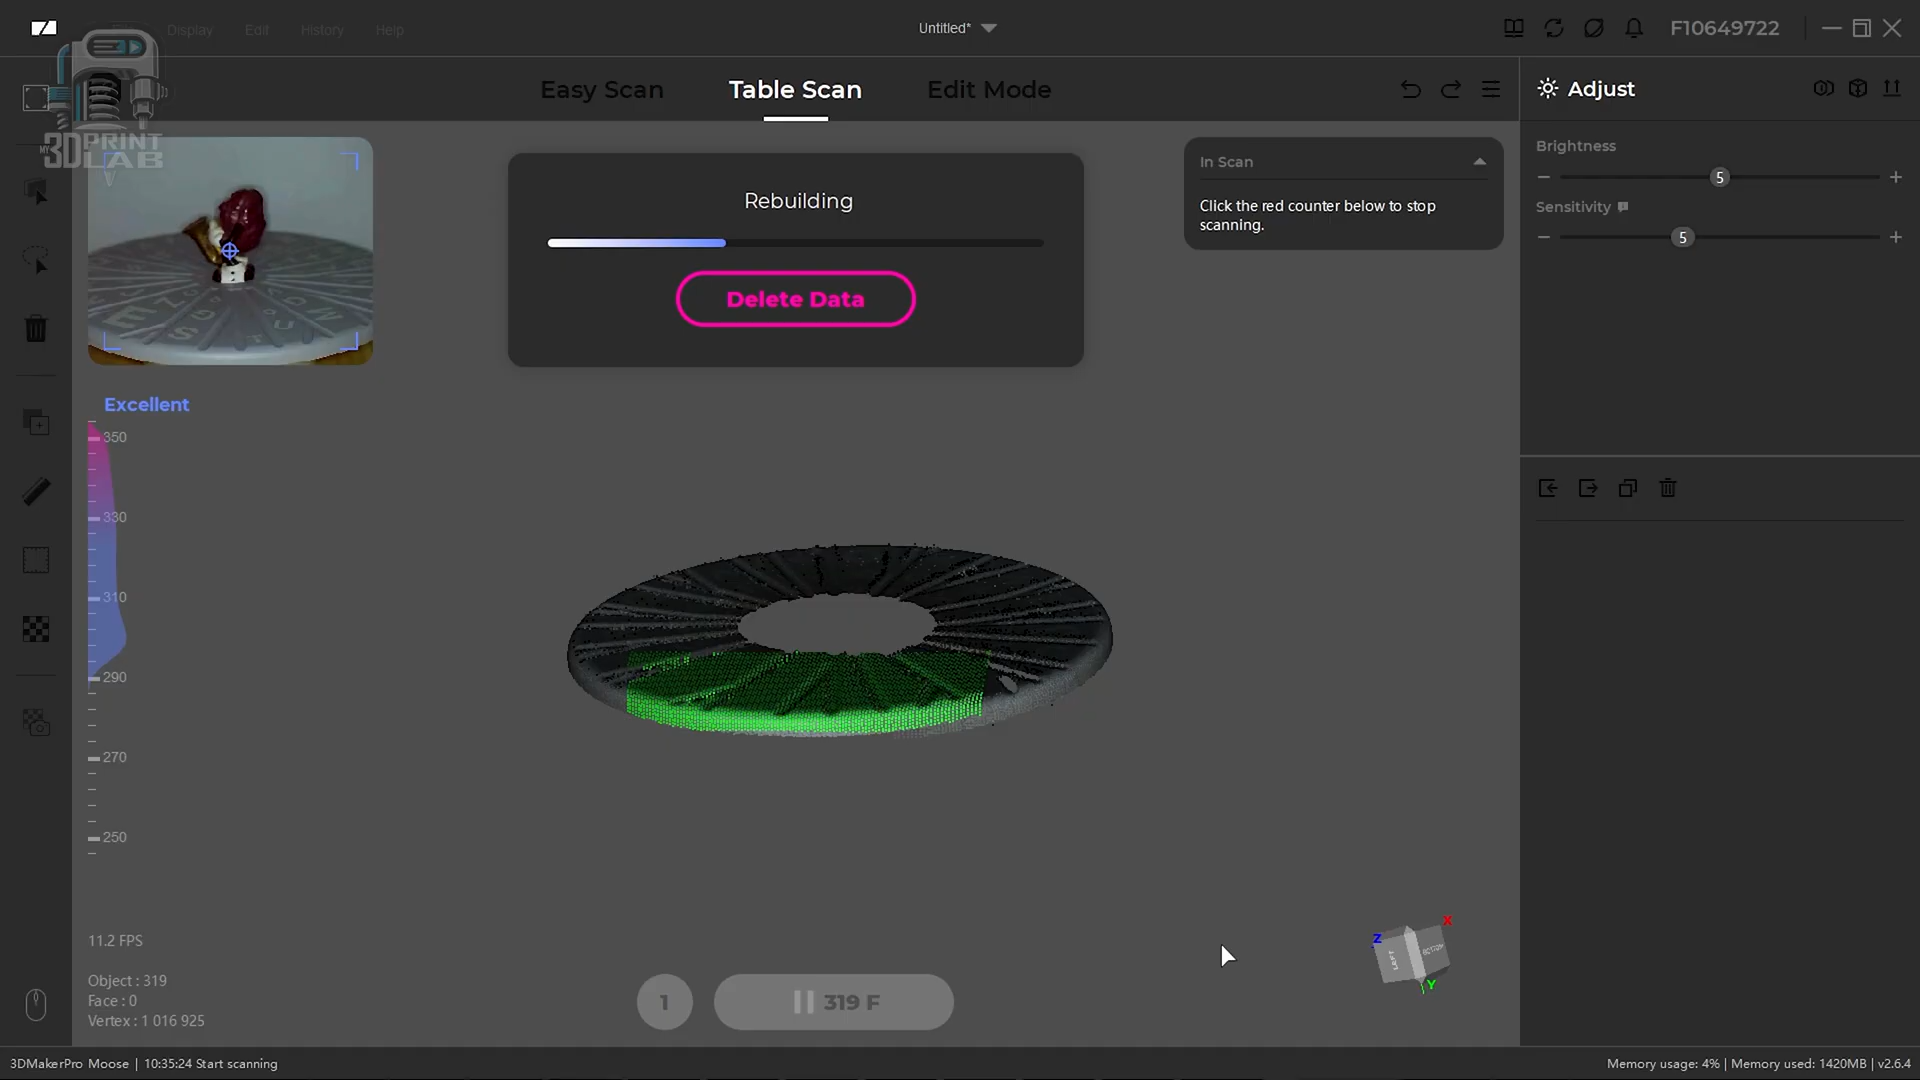 Display Edit History Help
Untitled*
F10649722
MY
3DPRINT
LAB
Easy Scan
Table Scan
Edit Mode
Adjust
Brightness
5
Sensitivity
5
In Scan
Click the red counter below to stop
scanning.
Rebuilding
Delete Data
Excellent
350
330
310
290
270
250
11.2 FPS
Object : 319
Face : 0
Vertex : 1 016 925
1
319 F
X
Z
Y
LEFT
BOTTOM
3DMakerPro Moose | 10:35:24 Start scanning
Memory usage: 4% | Memory used: 1420MB | v2.6.4